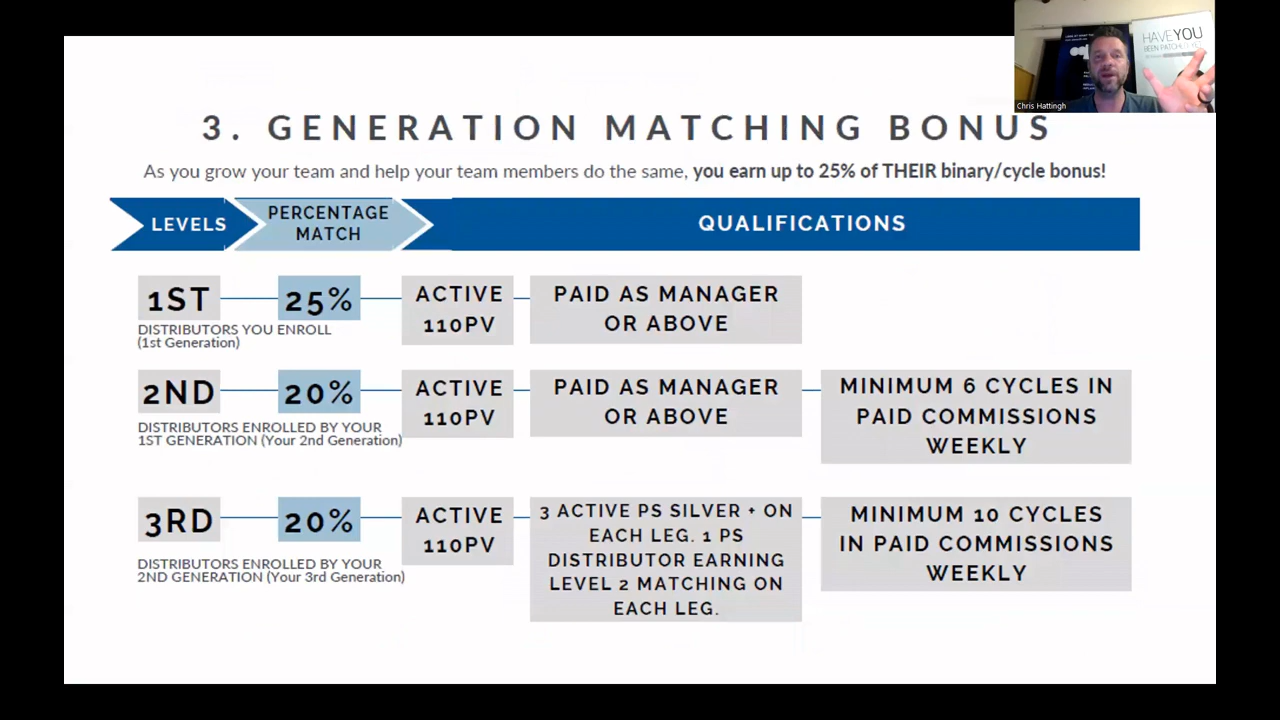 HAVE YOU
BEEN PATCHED YET
Chris Hattingh
3. GENERATION MATCHING BONUS
As you grow your team and help your team members do the same, you earn up to 25% of THEIR binary/cycle bonus!
LEVELS
PERCENTAGE
MATCH
QUALIFICATIONS
1ST
25%
ACTIVE
110PV
PAID AS MANAGER
OR ABOVE
DISTRIBUTORS YOU ENROLL
(1st Generation)
2ND
20%
ACTIVE
110PV
PAID AS MANAGER
OR ABOVE
MINIMUM 6 CYCLES IN
PAID COMMISSIONS
WEEKLY
DISTRIBUTORS ENROLLED BY YOUR
1ST GENERATION (Your 2nd Generation)
3RD
20%
ACTIVE
110PV
3 ACTIVE PS SILVER + ON
EACH LEG. 1 PS
DISTRIBUTOR EARNING
LEVEL 2 MATCHING ON
EACH LEG.
MINIMUM 10 CYCLES
IN PAID COMMISSIONS
WEEKLY
DISTRIBUTORS ENROLLED BY YOUR
2ND GENERATION (Your 3rd Generation)